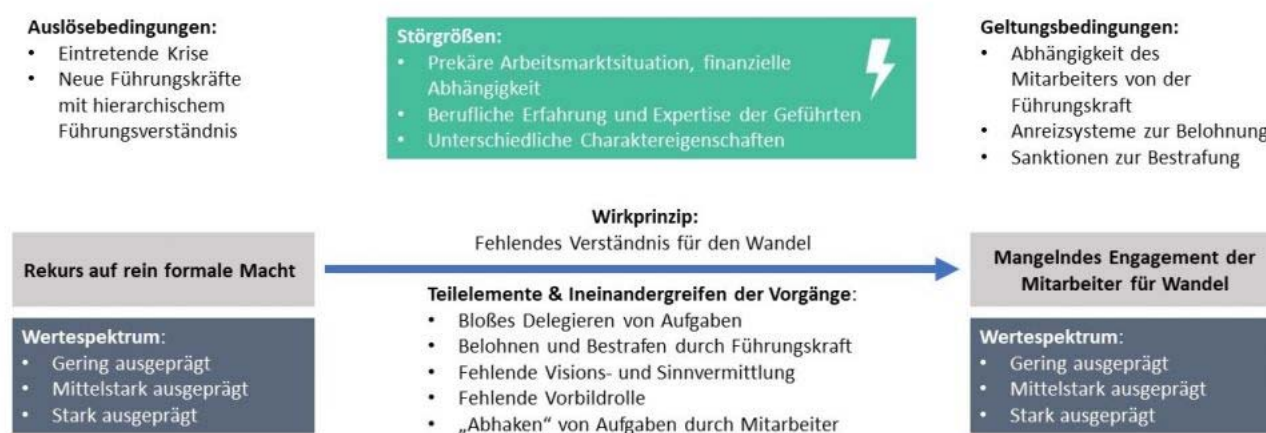 Auslösebedingungen:
• Eintretende Krise
• Neue Führungskräfte
mit hierarchischem
Führungsverständnis
Störgrößen:
• Prekäre Arbeitsmarktsituation, finanzielle
Abhängigkeit
• Berufliche Erfahrung und Expertise der Geführten
• Unterschiedliche Charaktereigenschaften
Geltungsbedingungen:
• Abhängigkeit des
Mitarbeiters von der
Führungskraft
• Anreizsysteme zur Belohnung
• Sanktionen zur Bestrafung
Rekurs auf rein formale Macht
Wirkprinzip:
Fehlendes Verständnis für den Wandel
Mangelndes Engagement der
Mitarbeiter für Wandel
Wertespektrum:
• Gering ausgeprägt
• Mittelstark ausgeprägt
• Stark ausgeprägt
Teilelemente & Ineinandergreifen der Vorgänge:
• Bloßes Delegieren von Aufgaben
• Belohnen und Bestrafen durch Führungskraft
• Fehlende Visions- und Sinnvermittlung
• Fehlende Vorbildrolle
• „Abhaken“ von Aufgaben durch Mitarbeiter
Wertespektrum:
• Gering ausgeprägt
• Mittelstark ausgeprägt
• Stark ausgeprägt